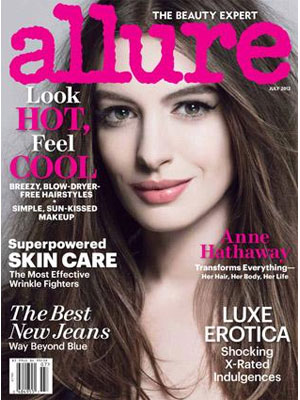 THE BEAUTY EXPERT
allure
JULY 2012
Look
HOT,
Feel
COOL
BREEZY, BLOW-DRYER-
FREE HAIRSTYLES
•
SIMPLE, SUN-KISSED
MAKEUP
Superpowered
SKIN CARE
The Most Effective
Wrinkle Fighters
The Best
New Jeans
Way Beyond Blue
Anne
Hathaway
Transforms Everything—
Her Hair, Her Body, Her Life
LUXE
EROTICA
Shocking
X-Rated
Indulgences